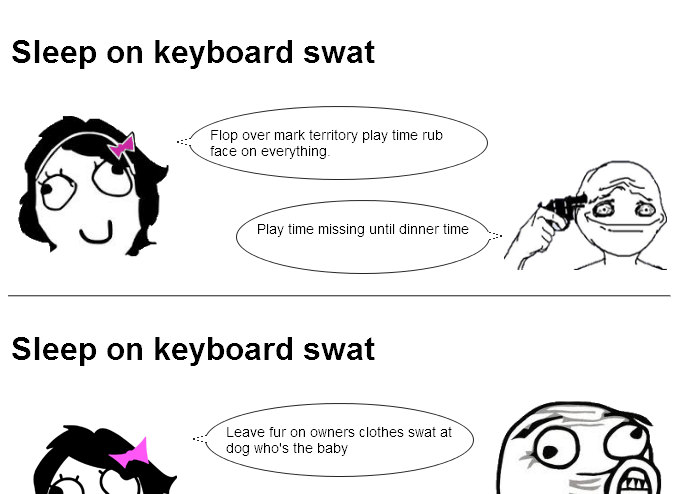 Sleep on keyboard swat
Flop over mark territory play time rub
face on everything.
Play time missing until dinner time
Sleep on keyboard swat
Leave fur on owners clothes swat at
dog who's the baby